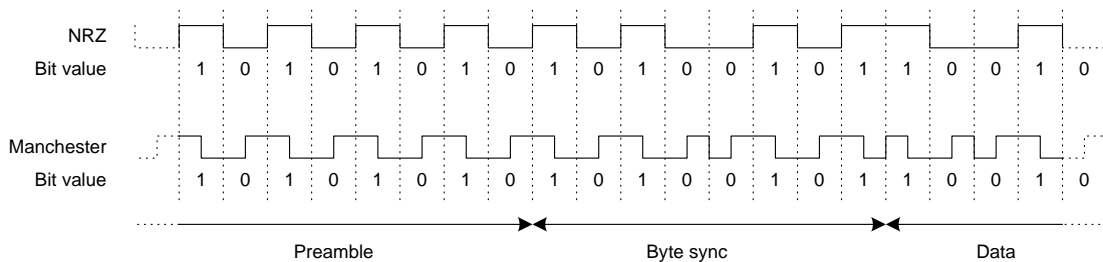 NRZ
Bit value 1 0 1 0 1 0 1 0 1 0 1 0 0 1 0 1 1 0 0 1 0
Manchester
Bit value 1 0 1 0 1 0 1 0 1 0 1 0 0 1 0 1 1 0 0 1 0
Preamble Byte sync Data